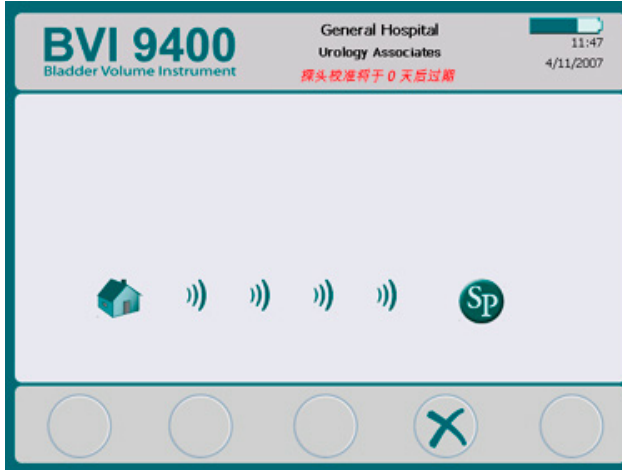 BVI 9400
Bladder Volume Instrument
General Hospital
Urology Associates
探头校准将于 0 天后过期
11:47
4/11/2007
SP